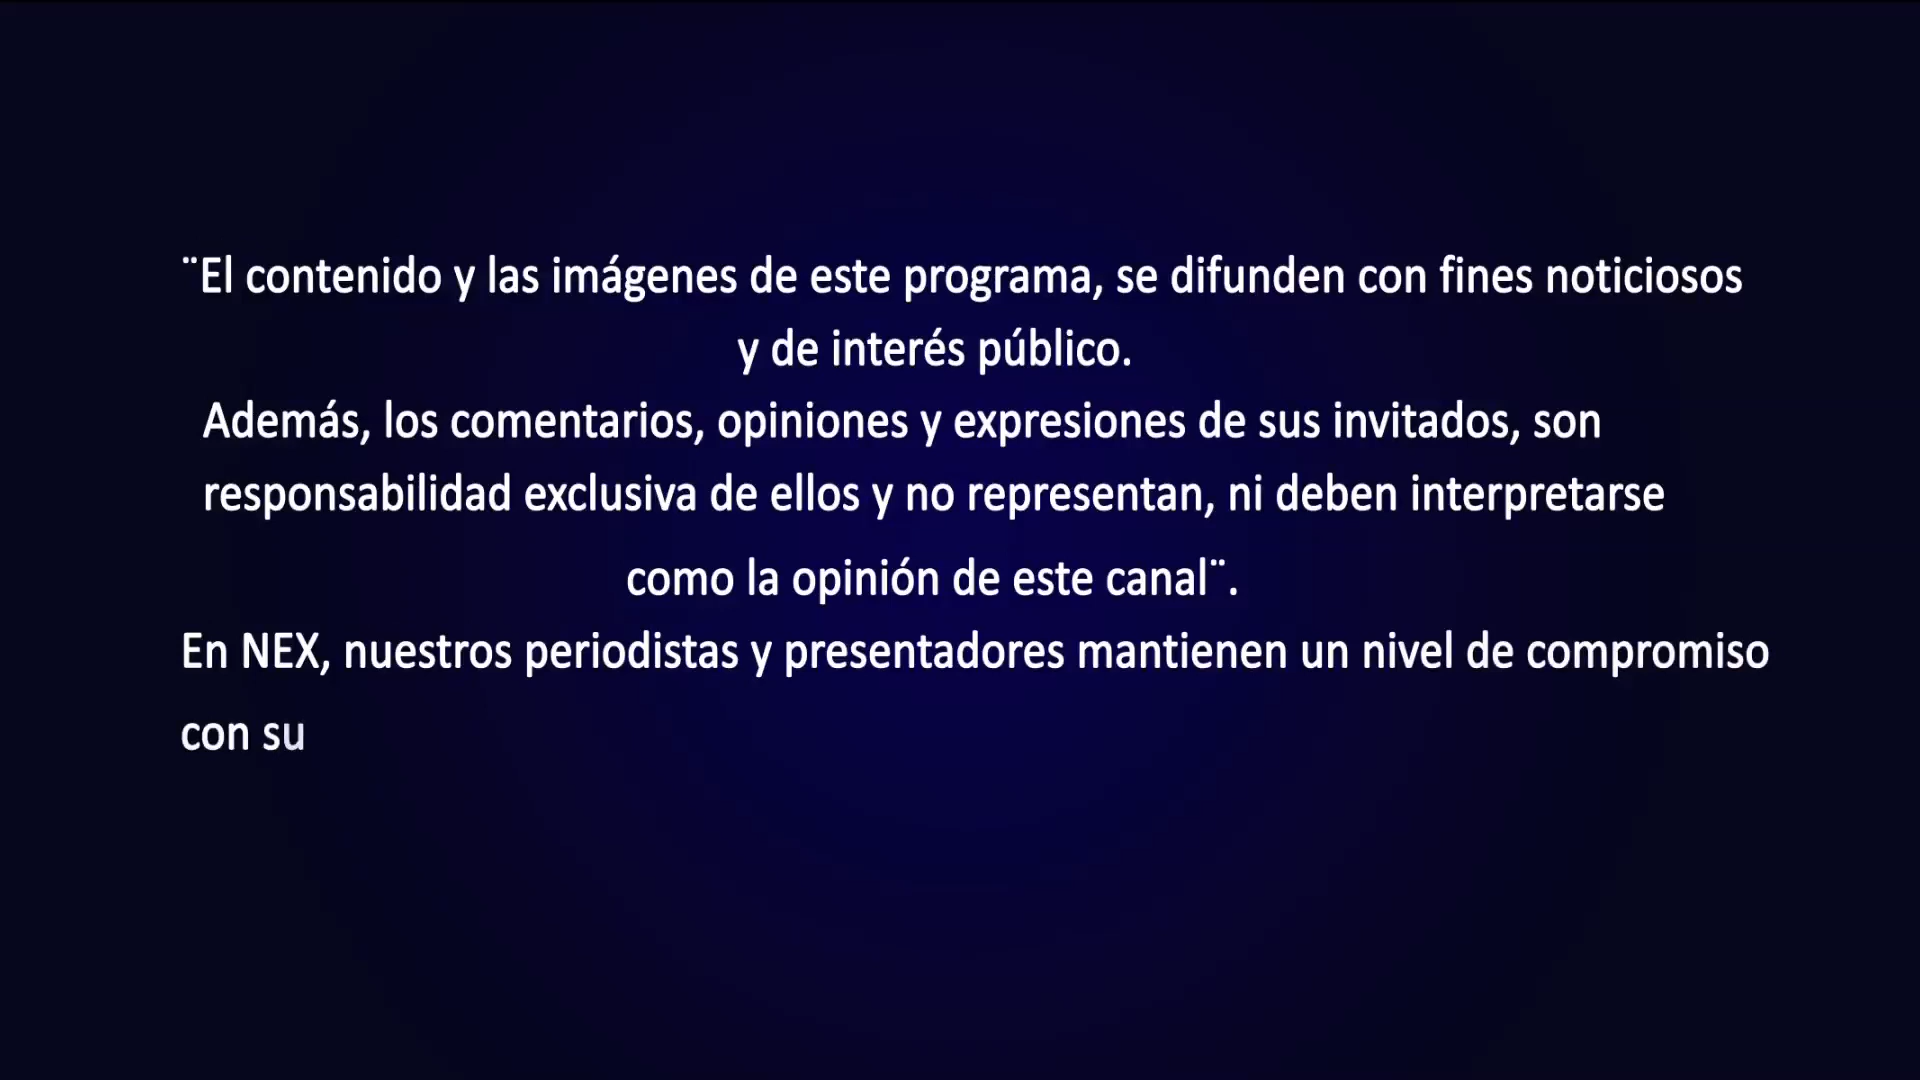 ¨El contenido y las imágenes de este programa, se difunden con fines noticiosos
y de interés público.
Además, los comentarios, opiniones y expresiones de sus invitados, son
responsabilidad exclusiva de ellos y no representan, ni deben interpretarse
como la opinión de este canal¨.
En NEX, nuestros periodistas y presentadores mantienen un nivel de compromiso
con su